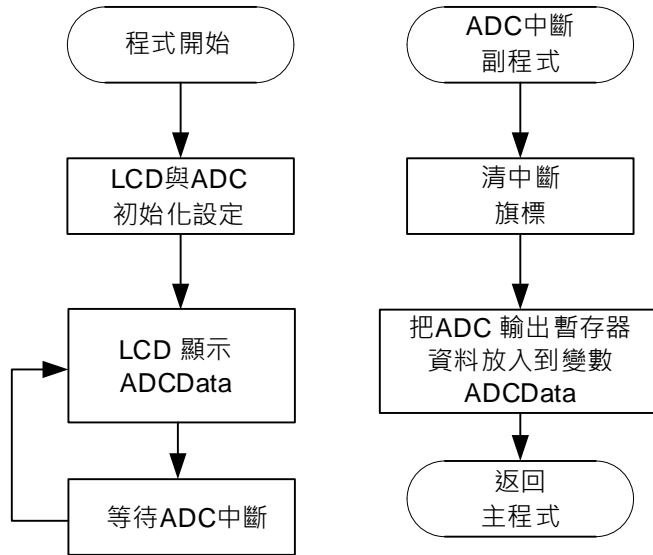 程式開始
LCD與ADC
初始化設定
LCD 顯示
ADCData
等待ADC中斷
ADC中斷
副程式
清中斷
旗標
把ADC 輸出暫存器
資料放入到變數
ADCData
返回
主程式